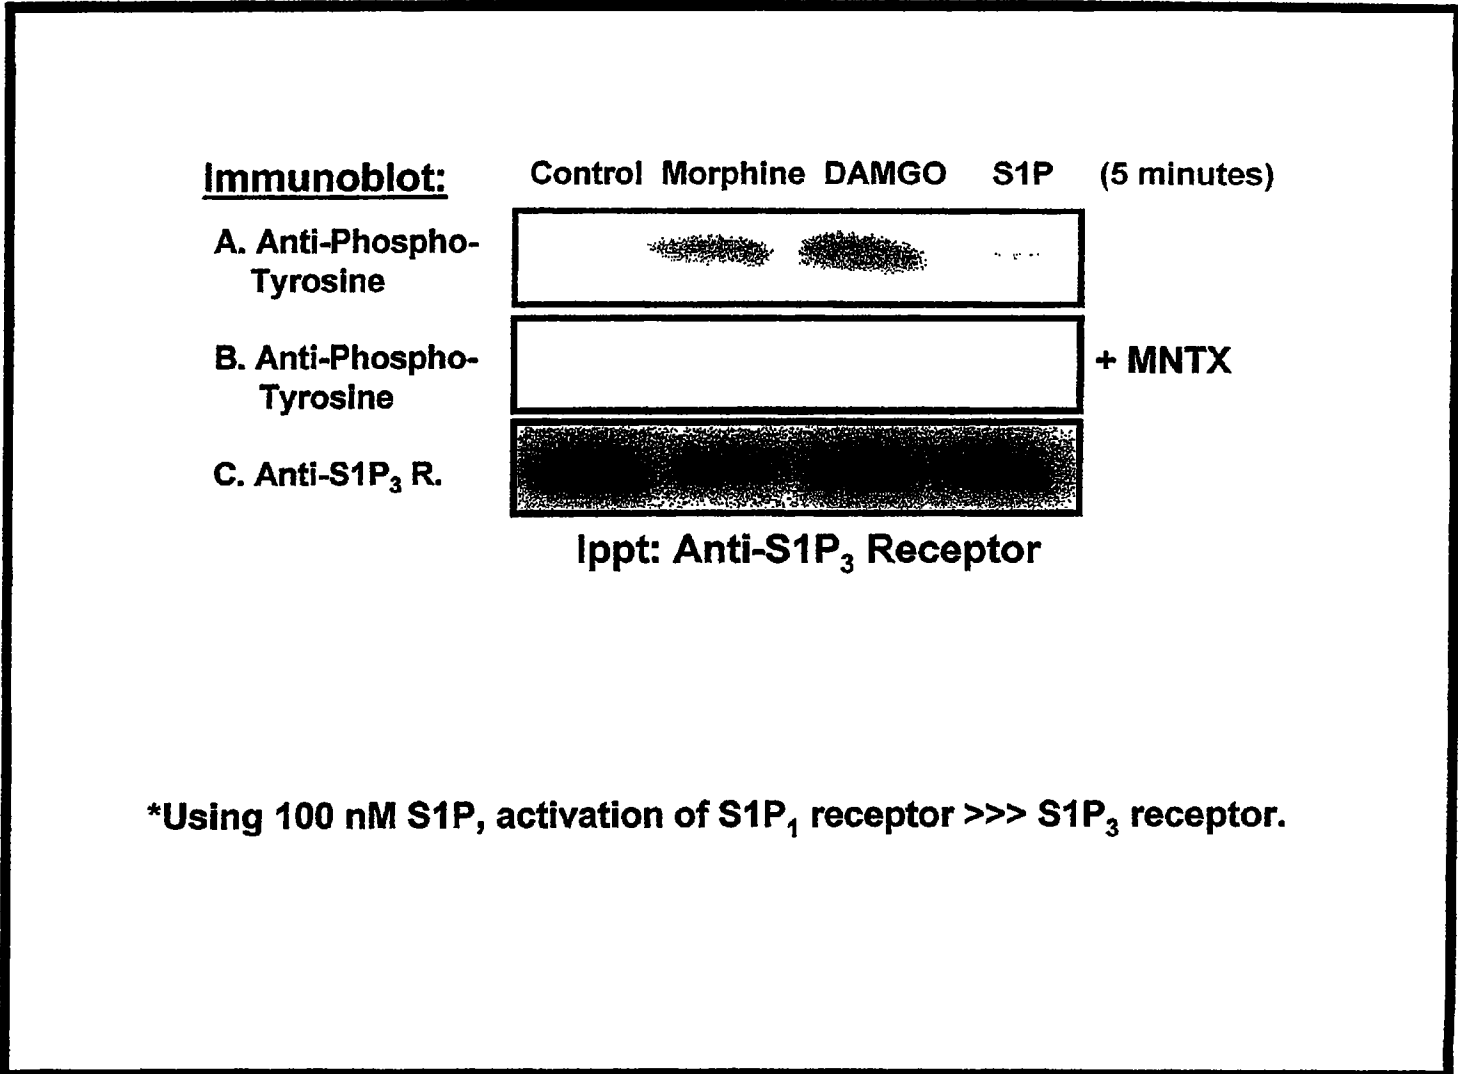 Immunoblot: Control Morphine DAMGO S1P (5 minutes)
A. Anti-Phospho-
Tyrosine
B. Anti-Phospho-
Tyrosine
+ MNTX
C. Anti-S1P₃ R.
Ippt: Anti-S1P₃ Receptor
*Using 100 nM S1P, activation of S1P₁ receptor >>> S1P₃ receptor.